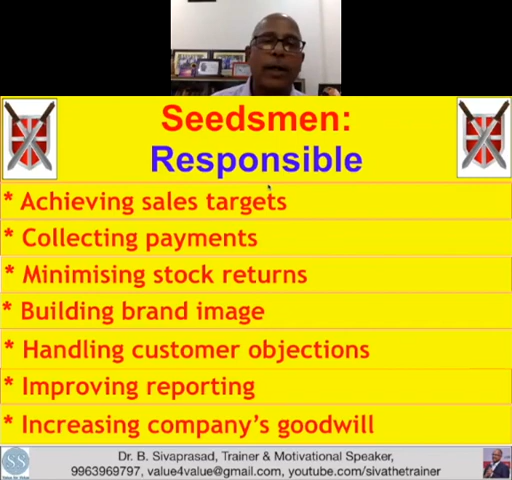 Seedsmen:
Responsible
* Achieving sales targets
* Collecting payments
* Minimising stock returns
* Building brand image
* Handling customer objections
* Improving reporting
* Increasing company's goodwill
SS
Dr. B. Sivaprasad, Trainer & Motivational Speaker,
9963969797, value4value@gmail.com, youtube.com/sivathetrainer